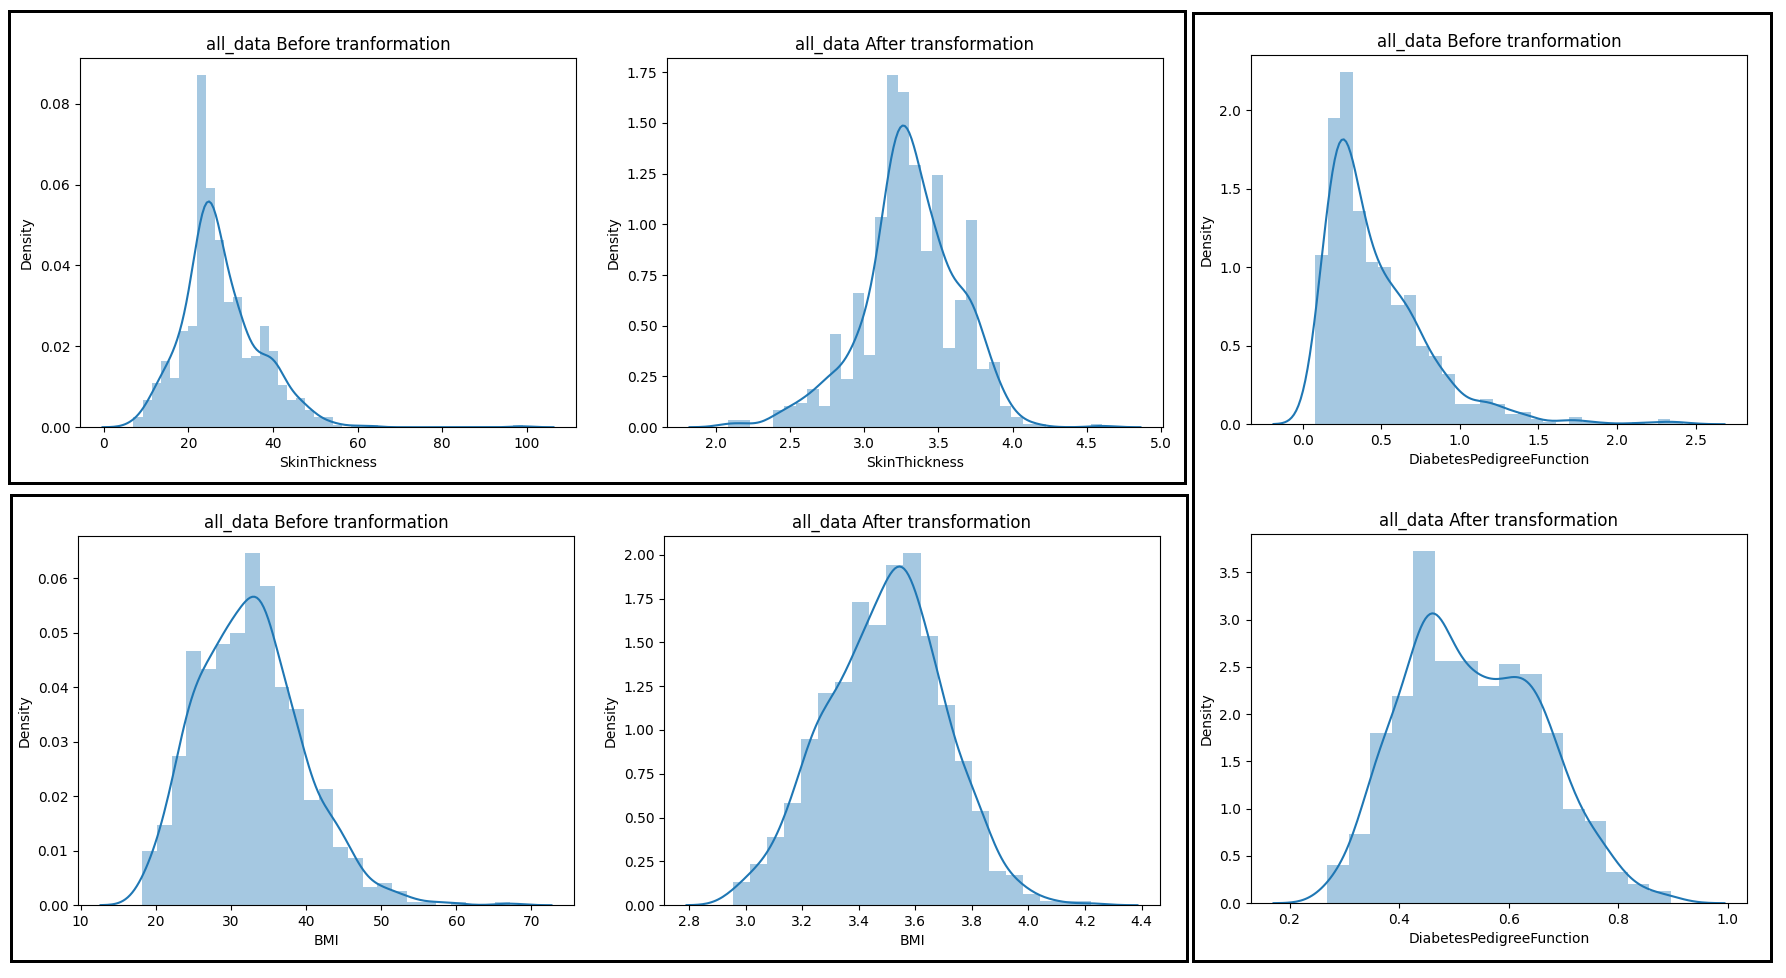 all_data Before tranformation
Density
0.08
0.06
0.04
0.02
0.00
0 20 40 60 80 100
SkinThickness
all_data After transformation
Density
1.75
1.50
1.25
1.00
0.75
0.50
0.25
0.00
2.0 2.5 3.0 3.5 4.0 4.5 5.0
SkinThickness
all_data Before tranformation
Density
2.0
1.5
1.0
0.5
0.0
0.0 0.5 1.0 1.5 2.0 2.5
DiabetesPedigreeFunction
all_data Before tranformation
Density
0.06
0.05
0.04
0.03
0.02
0.01
0.00
10 20 30 40 50 60 70
BMI
all_data After transformation
Density
2.00
1.75
1.50
1.25
1.00
0.75
0.50
0.25
0.00
2.8 3.0 3.2 3.4 3.6 3.8 4.0 4.2 4.4
BMI
all_data After transformation
Density
3.5
3.0
2.5
2.0
1.5
1.0
0.5
0.0
0.2 0.4 0.6 0.8 1.0
DiabetesPedigreeFunction